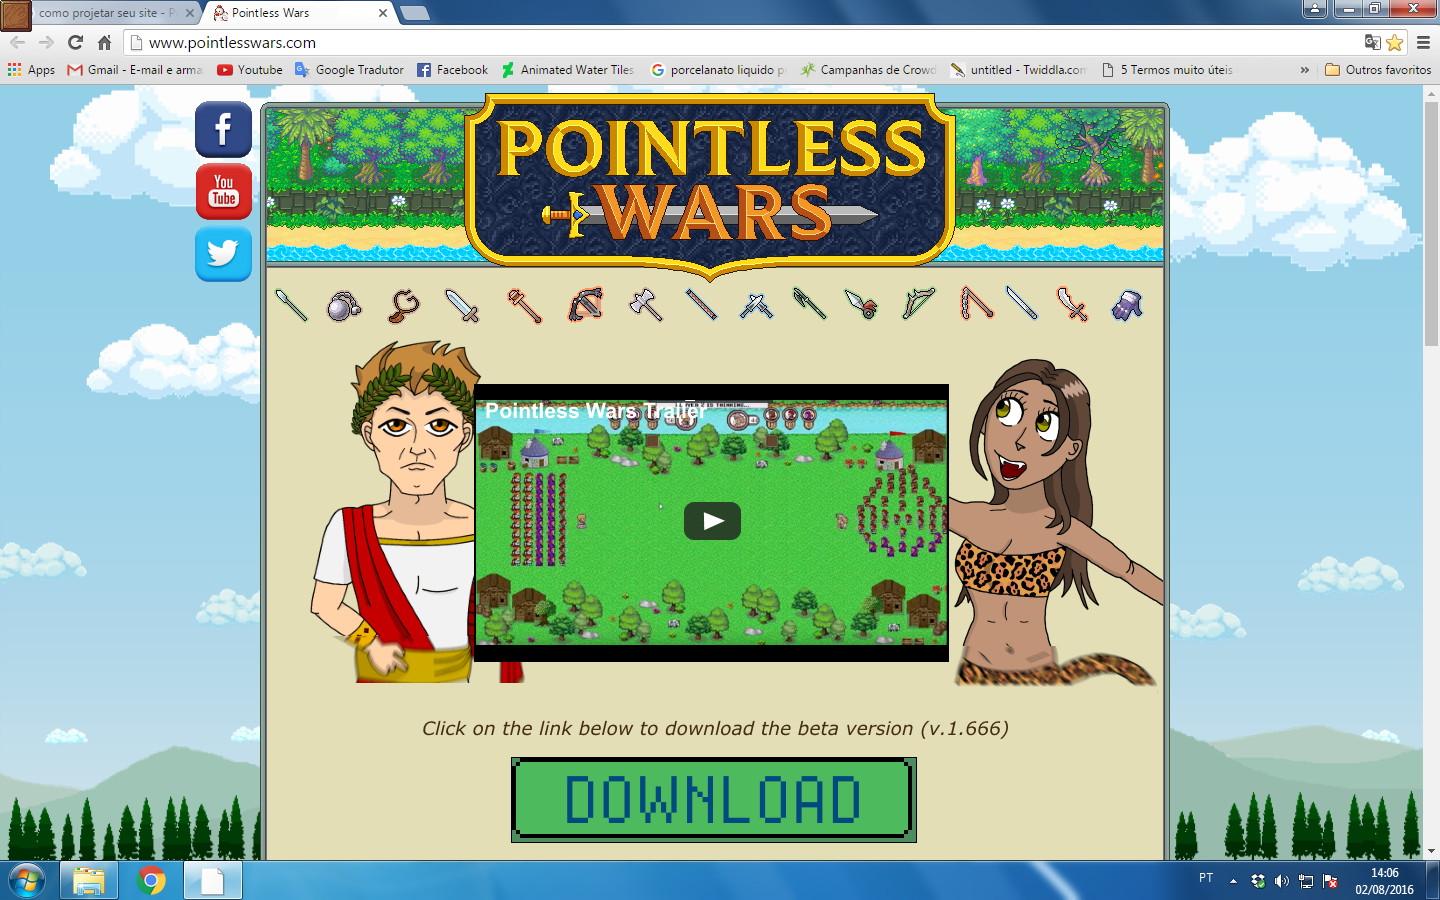 como projetar seu site - P
Pointless Wars
www.pointlesswars.com
Apps
Gmail - E-mail e arma
Youtube
Google Tradutor
Facebook
Animated Water Tiles
porcelanato liquido p
Campanhas de Crowd
untitled - Twiddla.com
5 Termos muito úteis
»
Outros favoritos
f
You
Tube
POINTLESS
WARS
Pointless Wars Trailer
Click on the link below to download the beta version (v.1.666)
DOWNLOAD
PT
14:06
02/08/2016